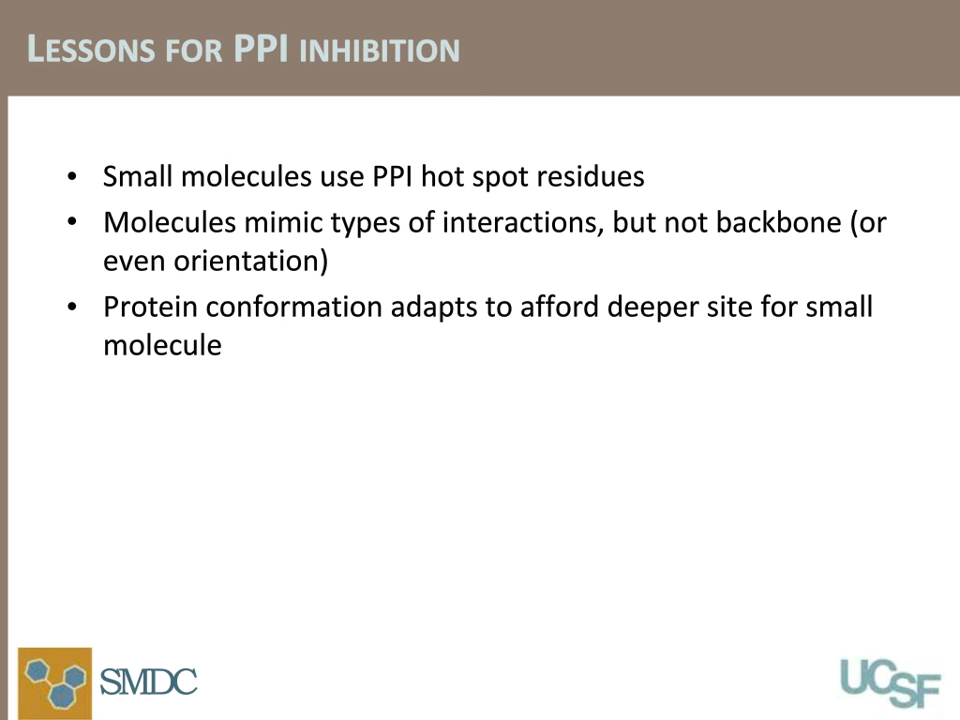 LESSONS FOR PPI INHIBITION
• Small molecules use PPI hot spot residues
• Molecules mimic types of interactions, but not backbone (or
even orientation)
• Protein conformation adapts to afford deeper site for small
molecule
SMDC
UCSF